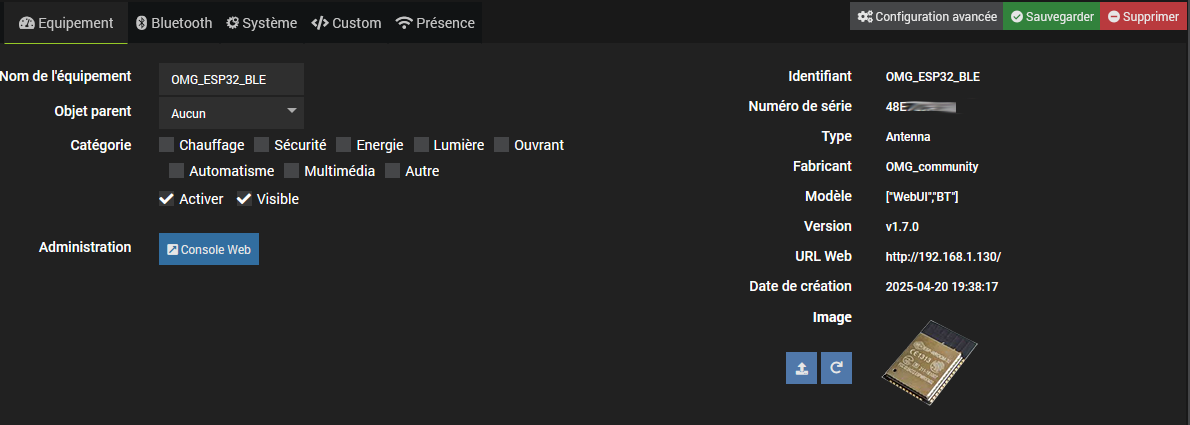 Equipement Bluetooth Système Custom Présence Configuration avancée Sauvegarder Supprimer
Nom de l'équipement OMG_ESP32_BLE
Objet parent Aucun
Catégorie Chauffage Sécurité Energie Lumière Ouvrant
Automatisme Multimédia Autre
Activer Visible
Administration Console Web
Identifiant OMG_ESP32_BLE
Numéro de série 48E
Type Antenna
Fabricant OMG_community
Modèle ["WebUI","BT"]
Version v1.7.0
URL Web http://192.168.1.130/
Date de création 2025-04-20 19:38:17
Image